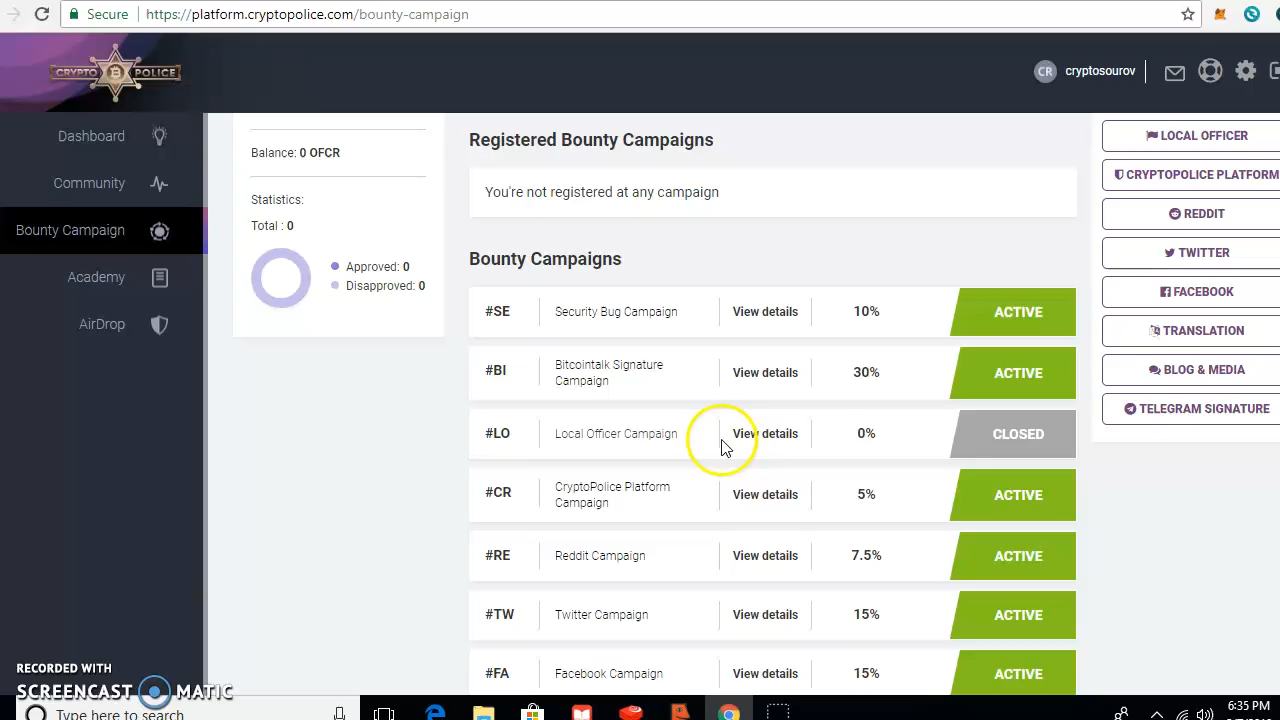 Secure
https://platform.cryptopolice.com/bounty-campaign
CRYPTO B POLICE
CR cryptosourov
Dashboard
Community
Bounty Campaign
Academy
AirDrop
Balance: 0 OFCR
Statistics:
Total : 0
Approved: 0
Disapproved: 0
Registered Bounty Campaigns
You're not registered at any campaign
Bounty Campaigns
#SE Security Bug Campaign View details 10% ACTIVE
#BI Bitcointalk Signature Campaign View details 30% ACTIVE
#LO Local Officer Campaign View details 0% CLOSED
#CR CryptoPolice Platform Campaign View details 5% ACTIVE
#RE Reddit Campaign View details 7.5% ACTIVE
#TW Twitter Campaign View details 15% ACTIVE
#FA Facebook Campaign View details 15% ACTIVE
LOCAL OFFICER
CRYPTOPOLICE PLATFORM
REDDIT
TWITTER
FACEBOOK
TRANSLATION
BLOG & MEDIA
TELEGRAM SIGNATURE
RECORDED WITH
SCREENCAST MATIC
Type here to search
6:35 PM